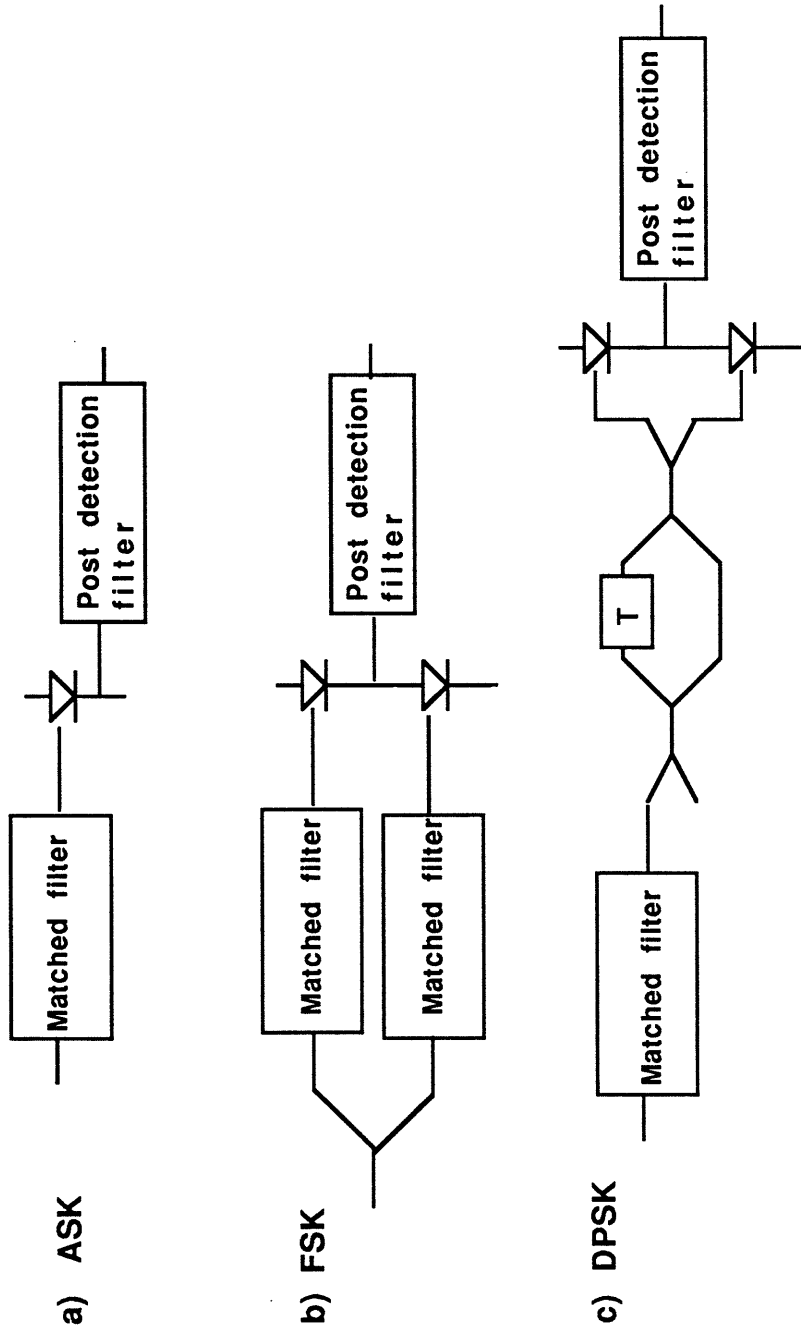 a) ASK
Matched filter
Post detection
filter
b) FSK
Matched filter
Matched filter
Post detection
filter
c) DPSK
Matched filter
T
Post detection
filter